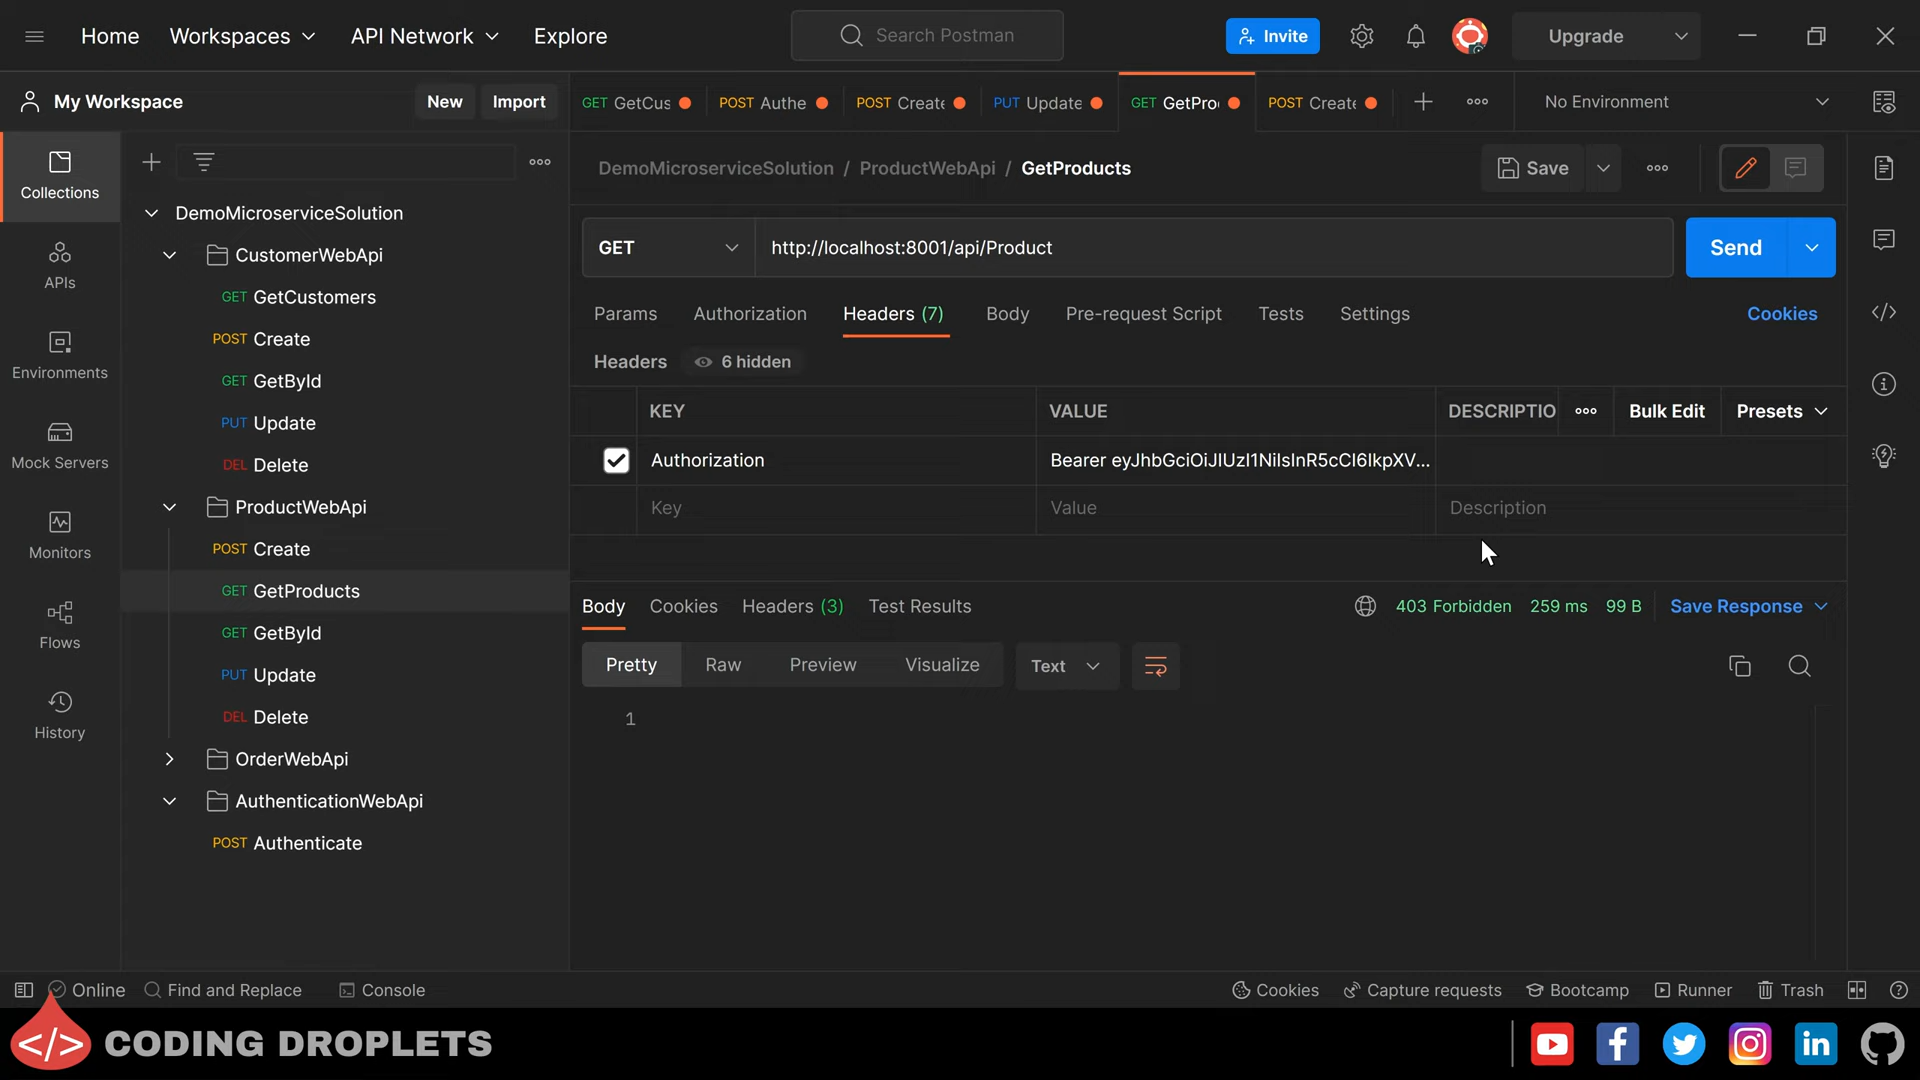 Home Workspaces API Network Explore Search Postman Invite Upgrade
My Workspace New Import GET GetCus POST Authe POST Create PUT Update GET GetPro POST Create No Environment
Collections
APIs
Environments
Mock Servers
Monitors
Flows
History
DemoMicroserviceSolution
CustomerWebApi
GET GetCustomers
POST Create
GET GetById
PUT Update
DEL Delete
ProductWebApi
POST Create
GET GetProducts
GET GetById
PUT Update
DEL Delete
OrderWebApi
AuthenticationWebApi
POST Authenticate
DemoMicroserviceSolution / ProductWebApi / GetProducts Save
GET http://localhost:8001/api/Product Send
Params Authorization Headers (7) Body Pre-request Script Tests Settings Cookies
Headers 6 hidden
KEY VALUE DESCRIPTIO Bulk Edit Presets
Authorization Bearer eyJhbGciOiJIUzI1NiIsInR5cCI6IkpXV...
Key Value Description
Body Cookies Headers (3) Test Results 403 Forbidden 259 ms 99 B Save Response
Pretty Raw Preview Visualize Text
1
Online Find and Replace Console Cookies Capture requests Bootcamp Runner Trash
</> CODING DROPLETS